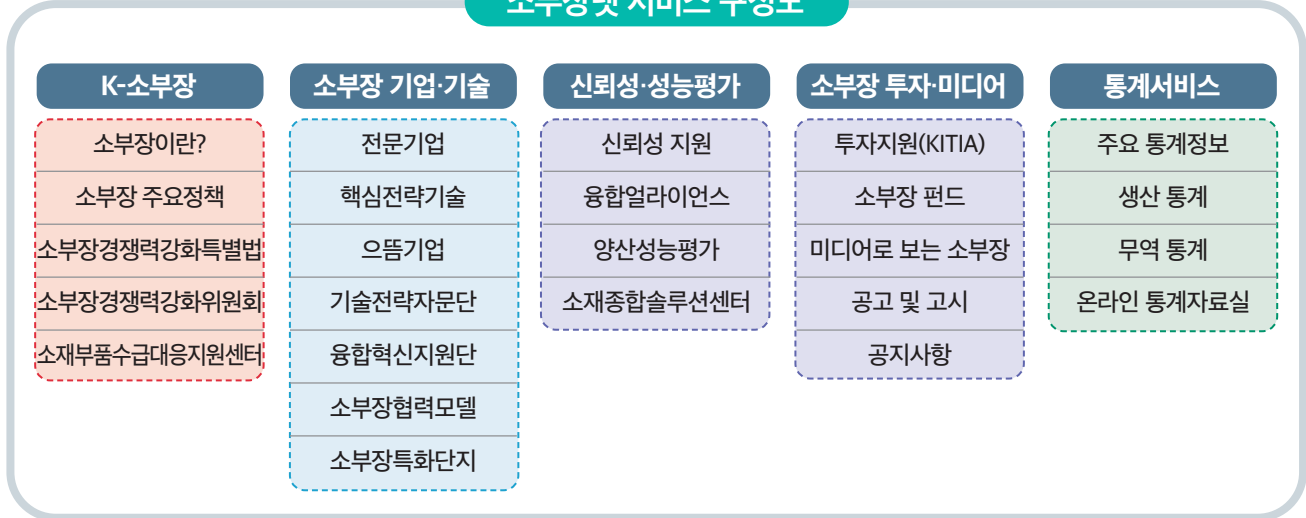 소부장넷 서비스 구성도
K-소부장
소부장이란?
소부장 주요정책
소부장경쟁력강화특별법
소부장경쟁력강화위원회
소재부품수급대응지원센터
소부장 기업·기술
전문기업
핵심전략기술
으뜸기업
기술전략자문단
융합혁신지원단
소부장협력모델
소부장특화단지
신뢰성·성능평가
신뢰성 지원
융합얼라이언스
양산성능평가
소재종합솔루션센터
소부장 투자·미디어
투자지원(KITIA)
소부장 펀드
미디어로 보는 소부장
공고 및 고시
공지사항
통계서비스
주요 통계정보
생산 통계
무역 통계
온라인 통계자료실